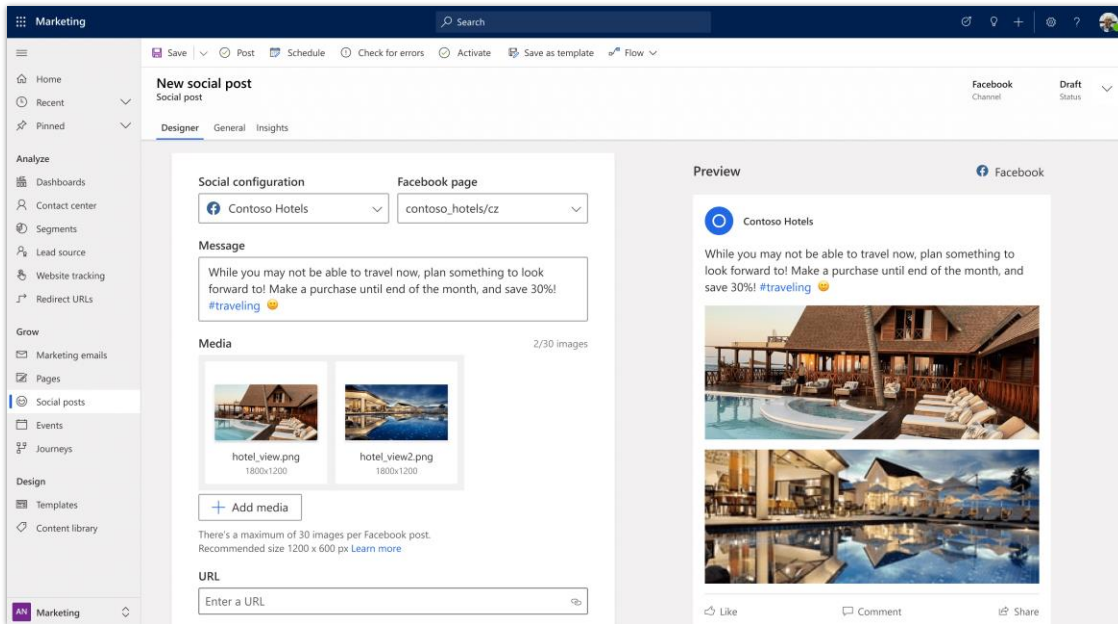 Marketing
Search
?
Save
Post
Schedule
Check for errors
Activate
Save as template
Flow
Home
Recent
Pinned
Analyze
Dashboards
Contact center
Segments
Lead source
Website tracking
Redirect URLs
Grow
Marketing emails
Pages
Social posts
Events
Journeys
Design
Templates
Content library
AN Marketing
New social post
Social post
Facebook
Channel
Draft
Status
Designer General Insights
Social configuration
Contoso Hotels
Facebook page
contoso_hotels/cz
Message
While you may not be able to travel now, plan something to look
forward to! Make a purchase until end of the month, and save 30%!
#traveling 😊
Media
2/30 images
hotel_view.png
1800x1200
hotel_view2.png
1800x1200
+ Add media
There's a maximum of 30 images per Facebook post.
Recommended size 1200 x 600 px Learn more
URL
Enter a URL
Preview
Facebook
Contoso Hotels
While you may not be able to travel now, plan something to
look forward to! Make a purchase until end of the month, and
save 30%! #traveling 😊
Like
Comment
Share